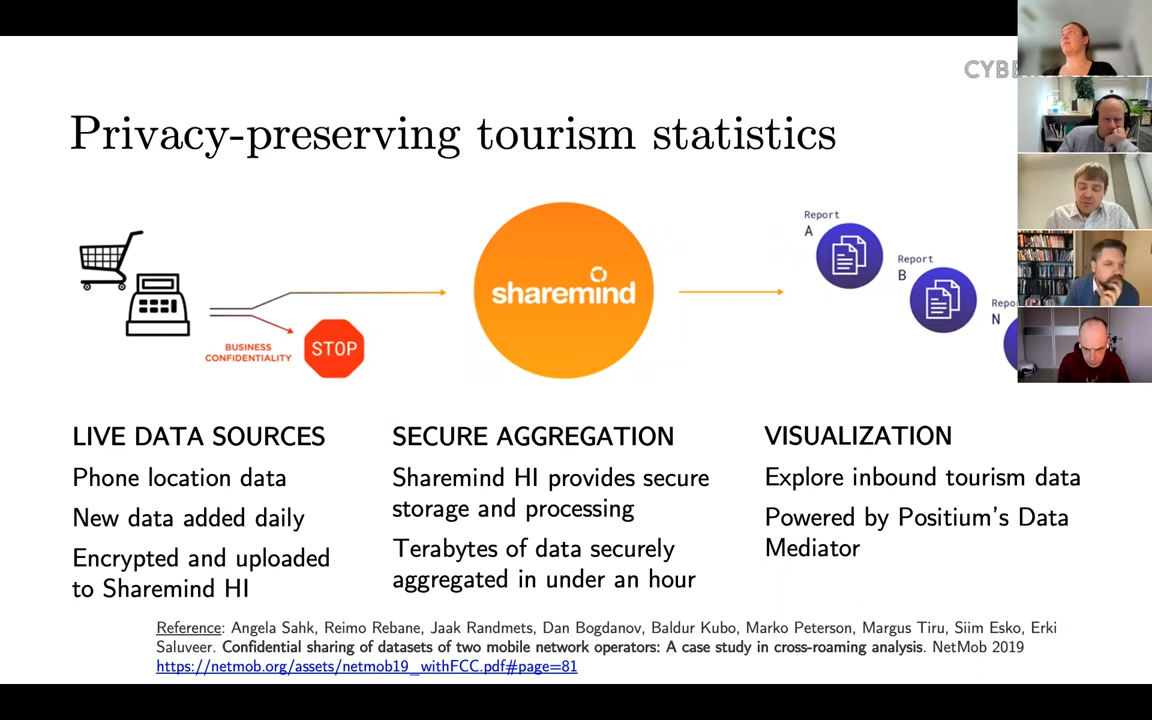 CYBE
Privacy-preserving tourism statistics
Report
A
Report
B
Repo
N
sharemind
BUSINESS
CONFIDENTIALITY
STOP
LIVE DATA SOURCES
Phone location data
New data added daily
Encrypted and uploaded
to Sharemind HI
SECURE AGGREGATION
Sharemind HI provides secure
storage and processing
Terabytes of data securely
aggregated in under an hour
VISUALIZATION
Explore inbound tourism data
Powered by Positium's Data
Mediator
Reference: Angela Sahk, Reimo Rebane, Jaak Randmets, Dan Bogdanov, Baldur Kubo, Marko Peterson, Margus Tiru, Siim Esko, Erki
Saluveer. Confidential sharing of datasets of two mobile network operators: A case study in cross-roaming analysis. NetMob 2019
https://netmob.org/assets/netmob19_withFCC.pdf#page=81